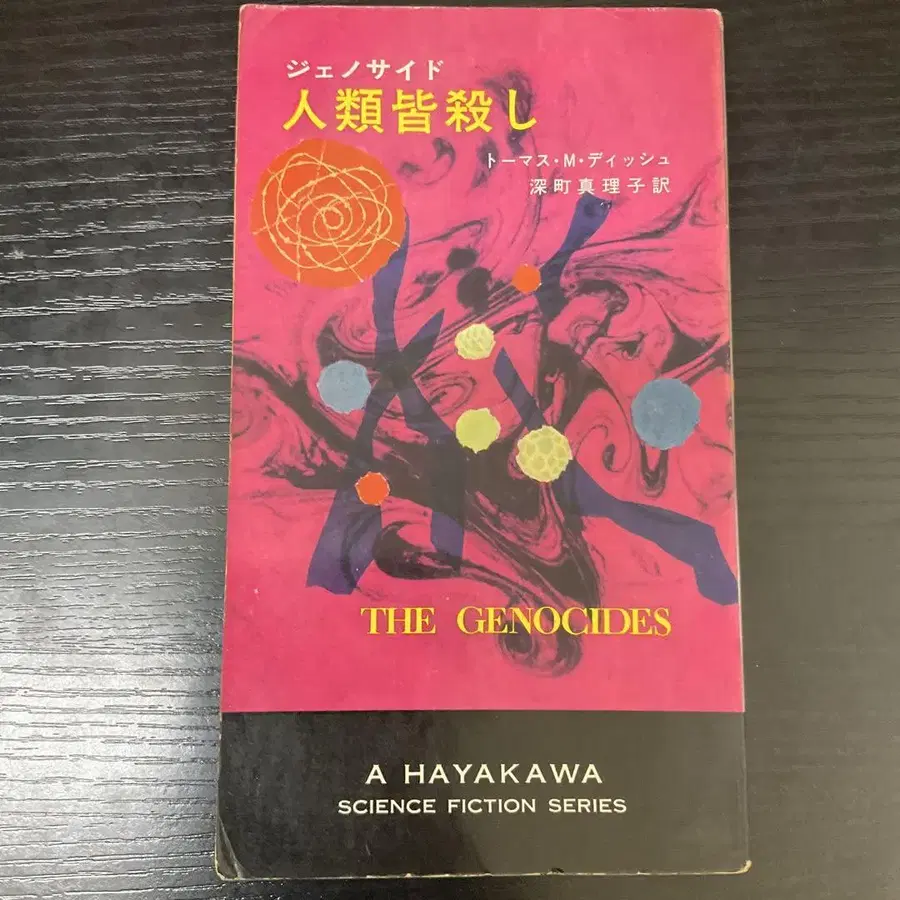 ジェノサイド
人類皆殺し
トーマス・M・ディッシュ
深町真理子訳
THE GENOCIDES
A HAYAKAWA
SCIENCE FICTION SERIES